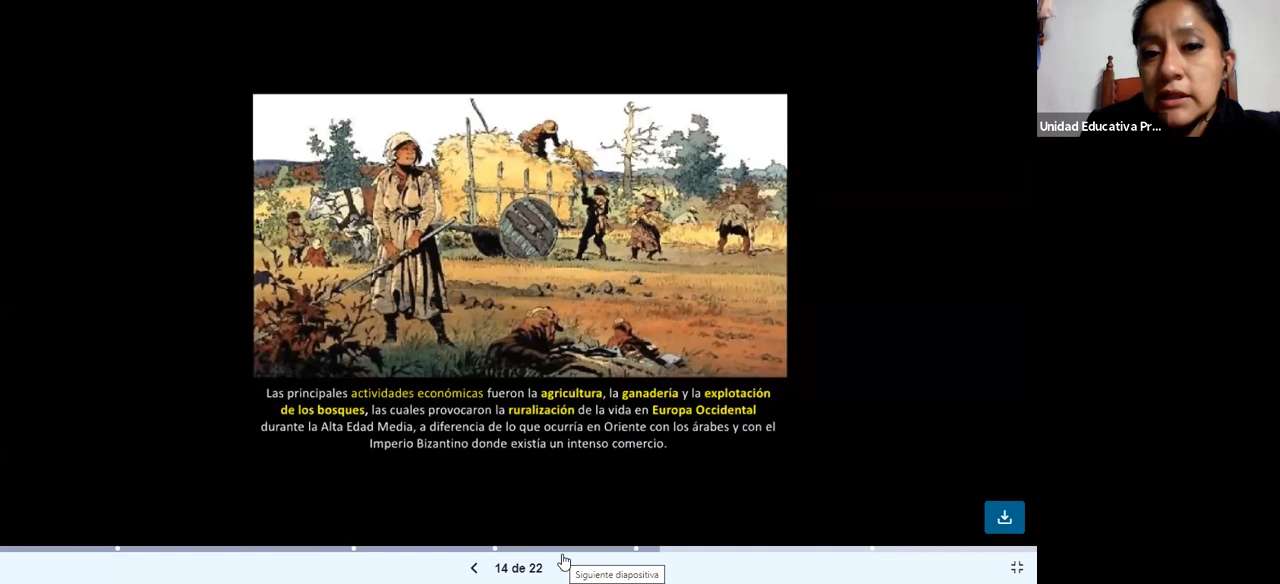 Unidad Educativa Pr...
Las principales actividades económicas fueron la agricultura, la ganadería y la explotación
de los bosques, las cuales provocaron la ruralización de la vida en Europa Occidental
durante la Alta Edad Media, a diferencia de lo que ocurría en Oriente con los árabes y con el
Imperio Bizantino donde existía un intenso comercio.
14 de 22
Siguiente diapositiva